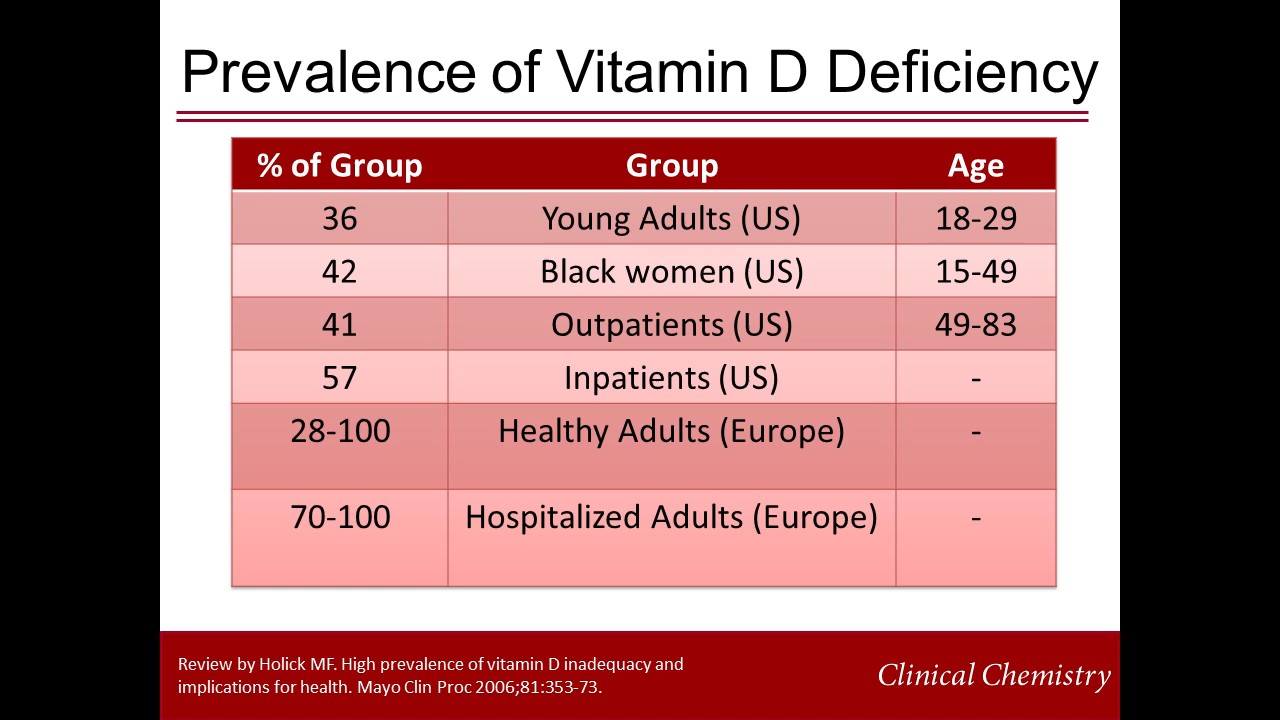 Prevalence of Vitamin D Deficiency
% of Group Group Age
36 Young Adults (US) 18-29
42 Black women (US) 15-49
41 Outpatients (US) 49-83
57 Inpatients (US) -
28-100 Healthy Adults (Europe) -
70-100 Hospitalized Adults (Europe) -
Review by Holick MF. High prevalence of vitamin D inadequacy and
implications for health. Mayo Clin Proc 2006;81:353-73.
Clinical Chemistry